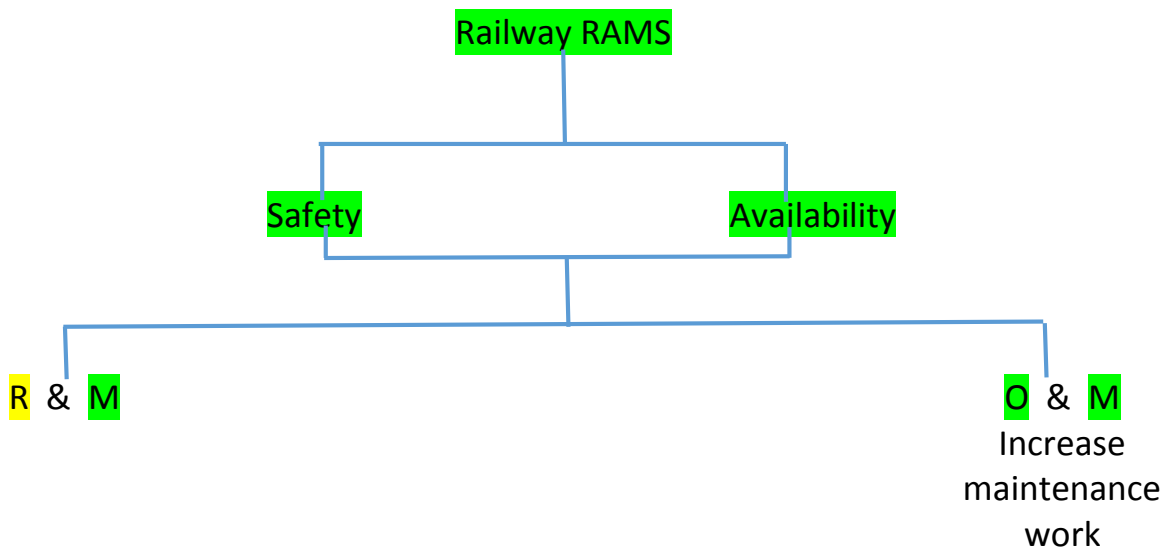 Railway RAMS
Safety
Availability
R & M
O & M
Increase
maintenance
work